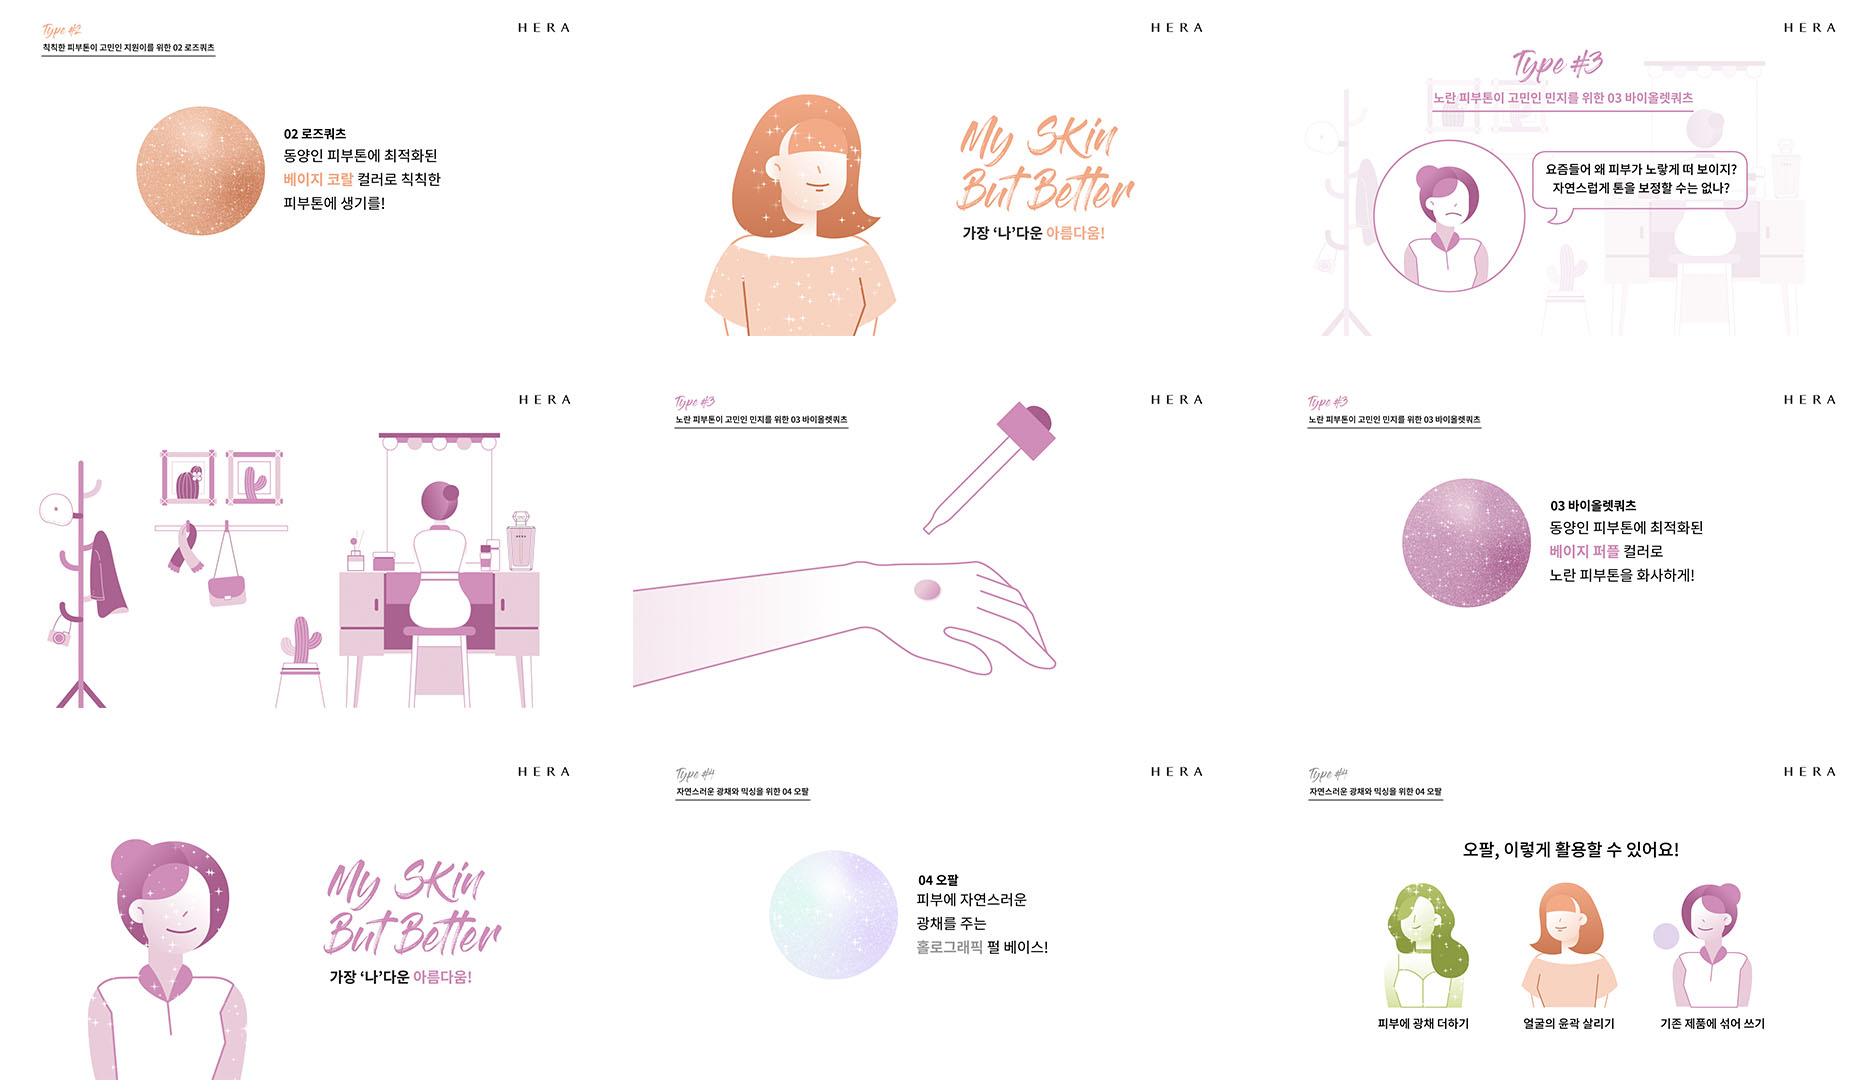 Type #2
칙칙한 피부톤이 고민인 지원이를 위한 02 로즈쿼츠
HERA
02 로즈쿼츠
동양인 피부톤에 최적화된
베이지 코랄 컬러로 칙칙한
피부톤에 생기를!
HERA
My Skin
But Better
가장 ‘나’다운 아름다움!
HERA
Type #3
노란 피부톤이 고민인 민지를 위한 03 바이올렛쿼츠
요즘들어 왜 피부가 노랗게 떠 보이지?
자연스럽게 톤을 보정할 수는 없나?
HERA
HERA
Type #3
노란 피부톤이 고민인 민지를 위한 03 바이올렛쿼츠
HERA
Type #3
노란 피부톤이 고민인 민지를 위한 03 바이올렛쿼츠
HERA
03 바이올렛쿼츠
동양인 피부톤에 최적화된
베이지 퍼플 컬러로
노란 피부톤을 화사하게!
HERA
My Skin
But Better
가장 ‘나’다운 아름다움!
Type #4
자연스러운 광채와 믹싱을 위한 04 오팔
HERA
04 오팔
피부에 자연스러운
광채를 주는
홀로그래픽 펄 베이스!
Type #4
자연스러운 광채와 믹싱을 위한 04 오팔
HERA
오팔, 이렇게 활용할 수 있어요!
피부에 광채 더하기
얼굴의 윤곽 살리기
기존 제품에 섞어 쓰기